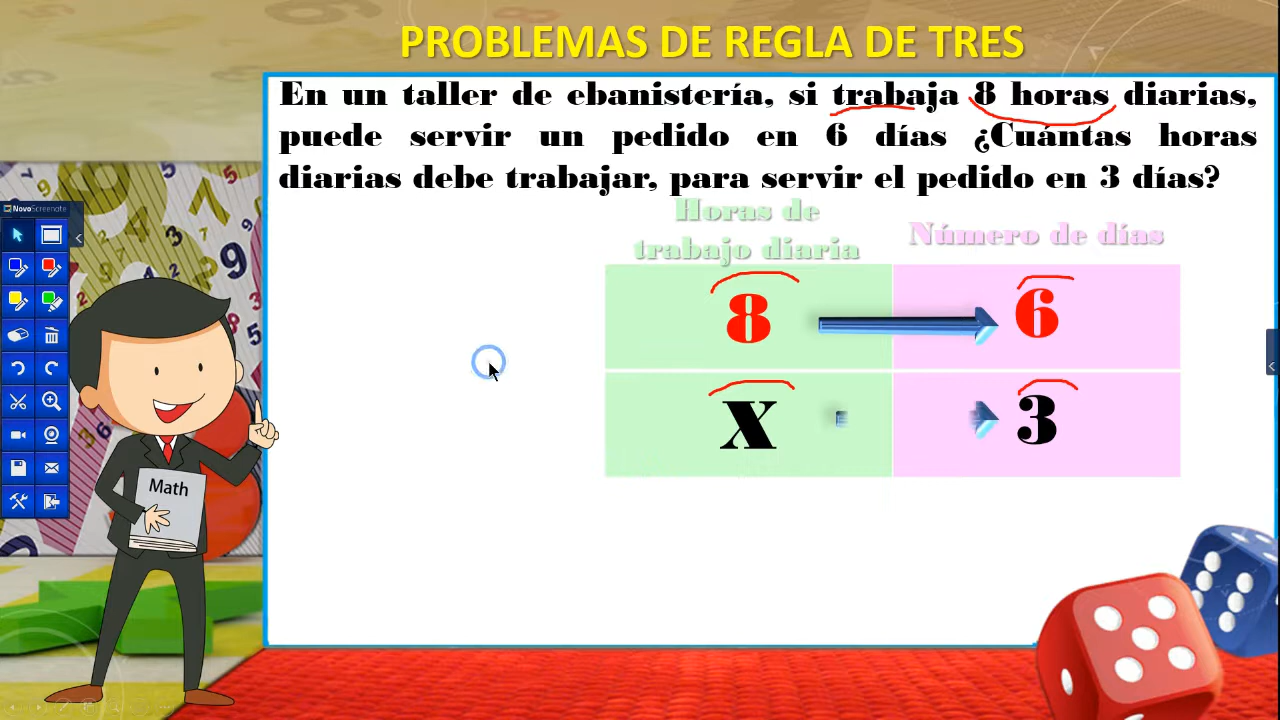 PROBLEMAS DE REGLA DE TRES
En un taller de ebanistería, si trabaja 8 horas diarias,
puede servir un pedido en 6 días ¿Cuántas horas
diarias debe trabajar, para servir el pedido en 3 días?
Horas de
trabajo diaria
Número de días
8 6
X 3
NovoScreenote
Math